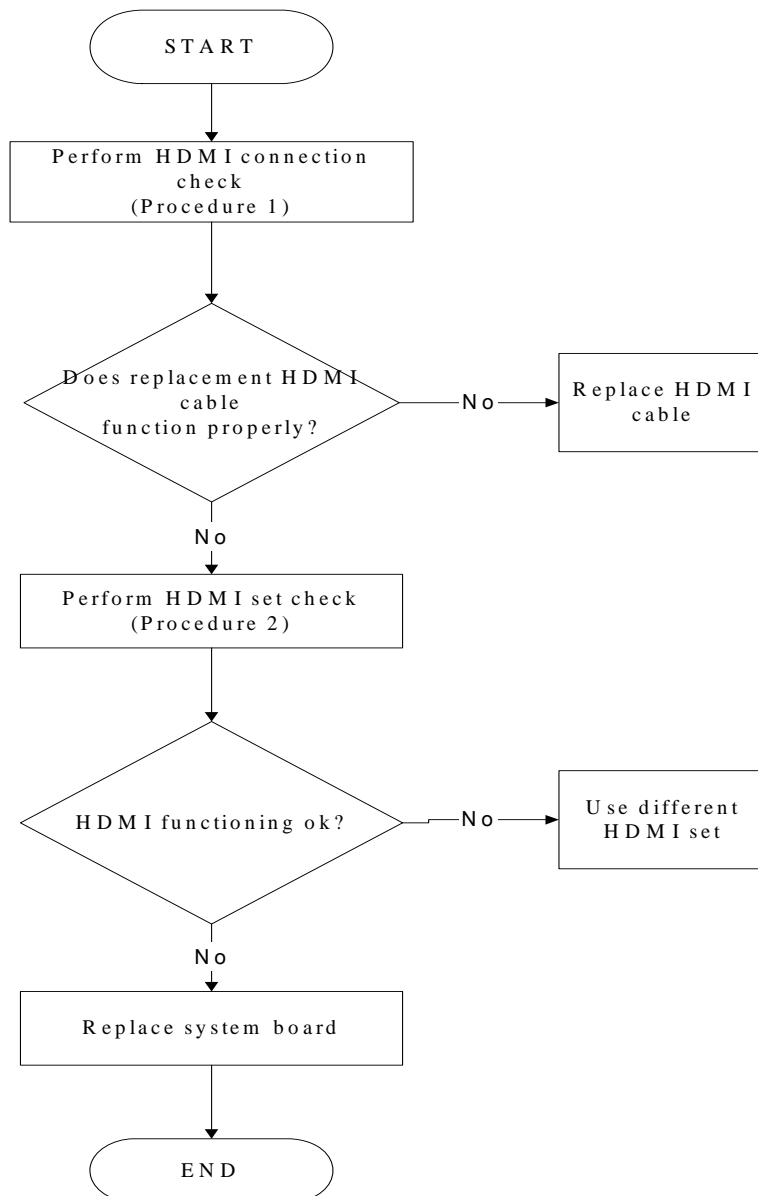 START
Perform HDMI connection
check
(Procedure 1)
Does replacement HDMI
cable
function properly?
No
Replace HDMI
cable
No
Perform HDMI set check
(Procedure 2)
HDMI functioning ok?
No
Use different
HDMI set
No
Replace system board
END